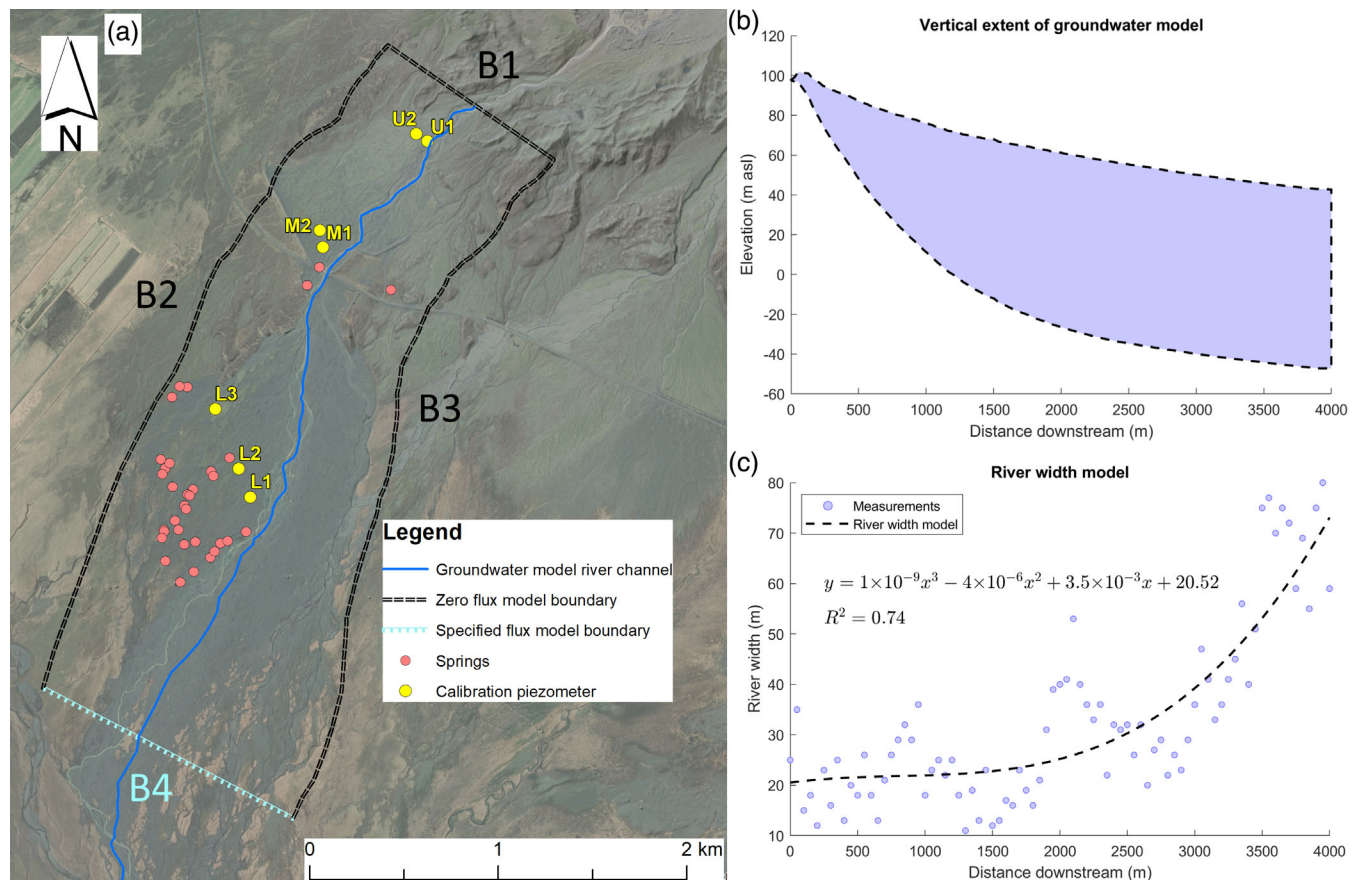 (a)
N
B1
U2
U1
M2
M1
B2
B3
L3
L2
L1
B4
Legend
Groundwater model river channel
Zero flux model boundary
Specified flux model boundary
Springs
Calibration piezometer
0 1 2 km
(b)
Vertical extent of groundwater model
120
100
80
60
40
20
0
-20
-40
-60
Elevation (m asl)
0 500 1000 1500 2000 2500 3000 3500 4000
Distance downstream (m)
(c)
River width model
80
70
60
50
40
30
20
10
River width (m)
Measurements
River width model
y = 1×10⁻⁹x³ − 4×10⁻⁶x² + 3.5×10⁻³x + 20.52
R² = 0.74
0 500 1000 1500 2000 2500 3000 3500 4000
Distance downstream (m)